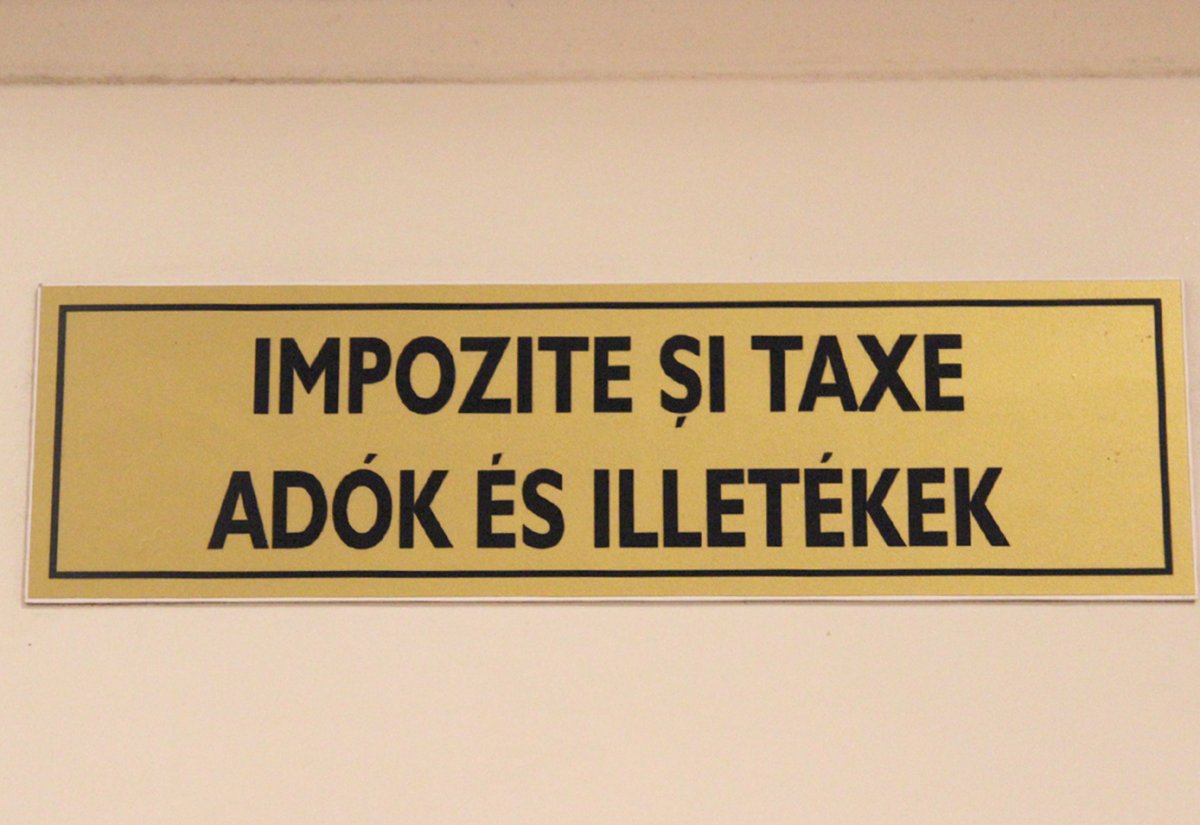 IMPOZITE ȘI TAXE
ADÓK ÉS ILLETÉKEK